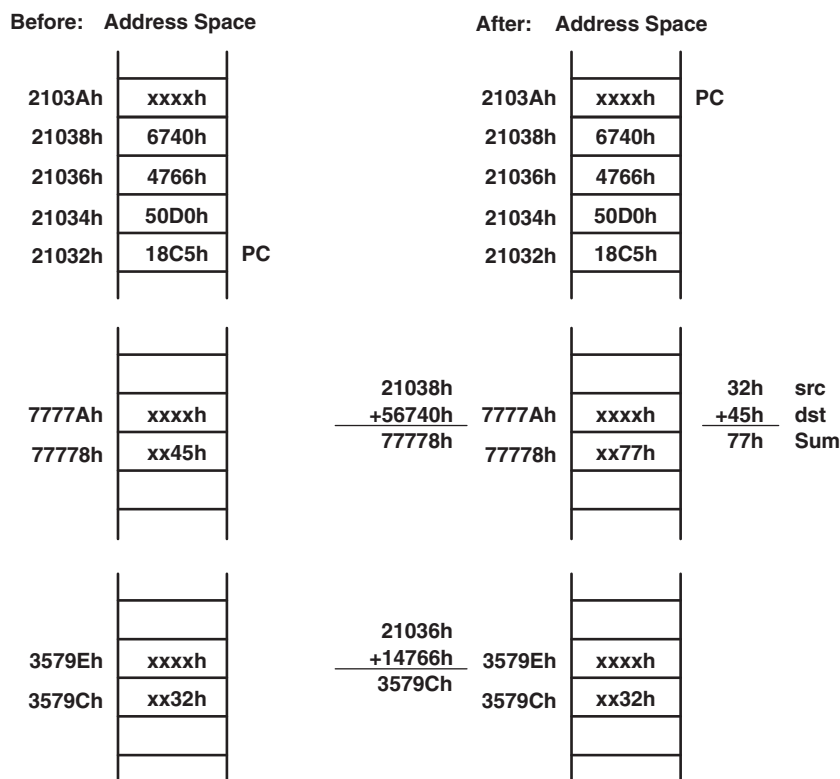 Before: Address Space
After: Address Space
2103Ah xxxxh
21038h 6740h
21036h 4766h
21034h 50D0h
21032h 18C5h PC
2103Ah xxxxh PC
21038h 6740h
21036h 4766h
21034h 50D0h
21032h 18C5h
7777Ah xxxxh
77778h xx45h
21038h
+56740h
77778h
7777Ah xxxxh
77778h xx77h
32h src
+45h dst
77h Sum
3579Eh xxxxh
3579Ch xx32h
21036h
+14766h
3579Ch
3579Eh xxxxh
3579Ch xx32h